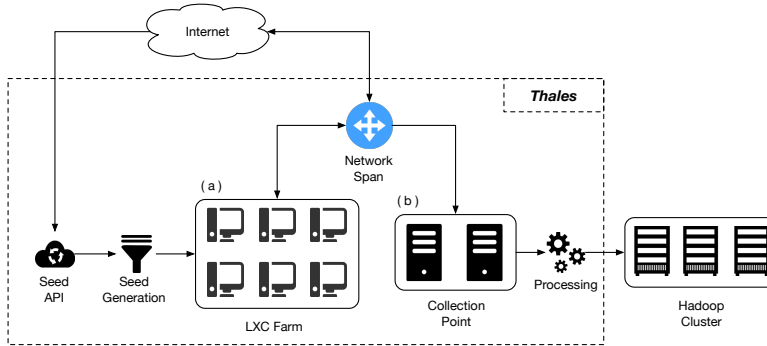 Internet
Thales
Network
Span
( a )
( b )
Seed
API
Seed
Generation
LXC Farm
Collection
Point
Processing
Hadoop
Cluster